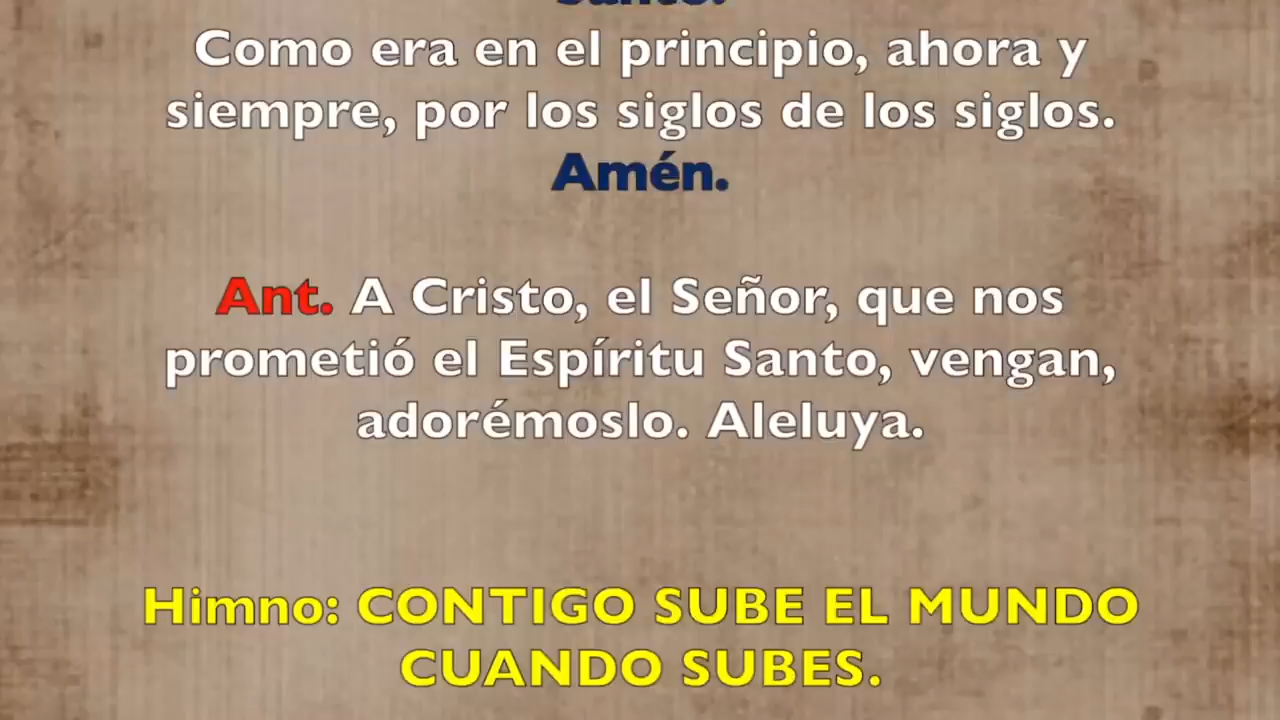 Santo.
Como era en el principio, ahora y
siempre, por los siglos de los siglos.
Amén.
Ant. A Cristo, el Señor, que nos
prometió el Espíritu Santo, vengan,
adorémoslo. Aleluya.
Himno: CONTIGO SUBE EL MUNDO
CUANDO SUBES.